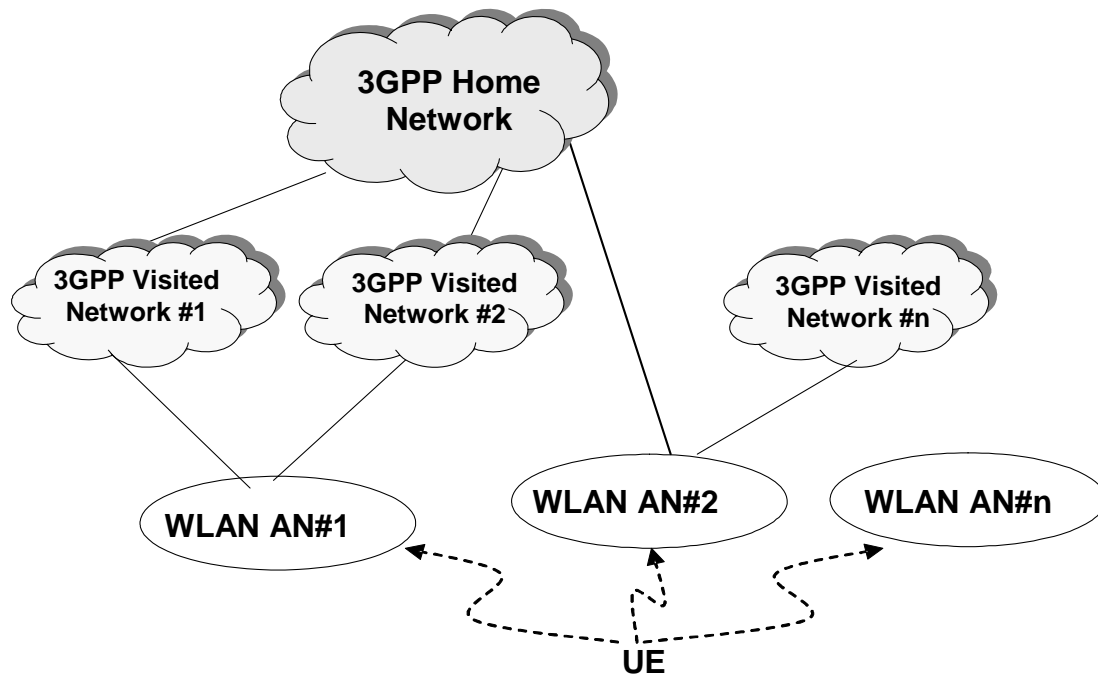 3GPP Home
Network
3GPP Visited
Network #1
3GPP Visited
Network #2
3GPP Visited
Network #n
WLAN AN#1
WLAN AN#2
WLAN AN#n
UE